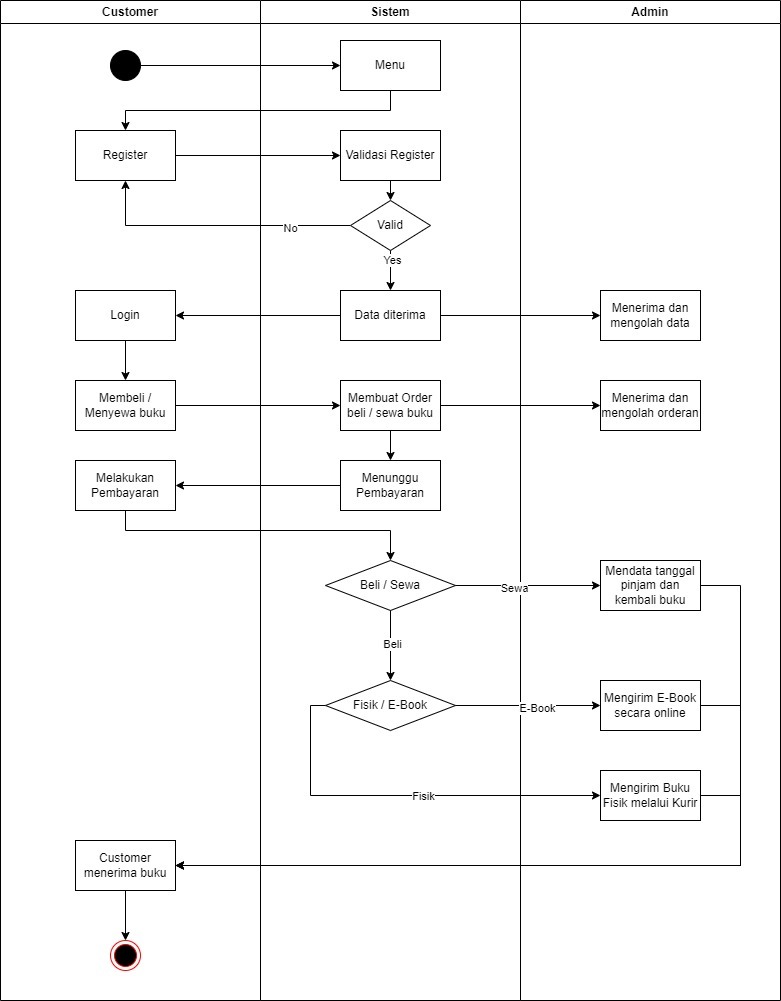 Customer
Sistem
Admin
Menu
Register
Validasi Register
Valid
No
Yes
Login
Data diterima
Menerima dan
mengolah data
Membeli /
Menyewa buku
Membuat Order
beli / sewa buku
Menerima dan
mengolah orderan
Melakukan
Pembayaran
Menunggu
Pembayaran
Beli / Sewa
Sewa
Mendata tanggal
pinjam dan
kembali buku
Beli
Fisik / E-Book
E-Book
Mengirim E-Book
secara online
Fisik
Mengirim Buku
Fisik melalui Kurir
Customer
menerima buku